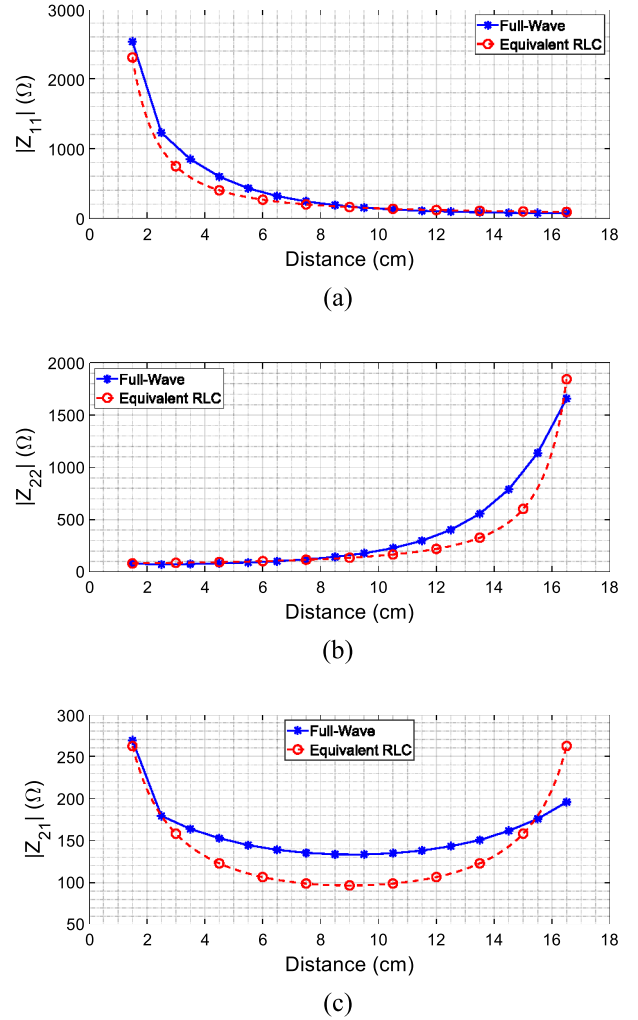 3000
2000
1000
0
|Z11| (Ω)
Full-Wave
Equivalent RLC
0 2 4 6 8 10 12 14 16 18
Distance (cm)
(a)
2000
1500
1000
500
0
|Z22| (Ω)
Full-Wave
Equivalent RLC
0 2 4 6 8 10 12 14 16 18
Distance (cm)
(b)
300
250
200
150
100
50
|Z21| (Ω)
Full-Wave
Equivalent RLC
0 2 4 6 8 10 12 14 16 18
Distance (cm)
(c)